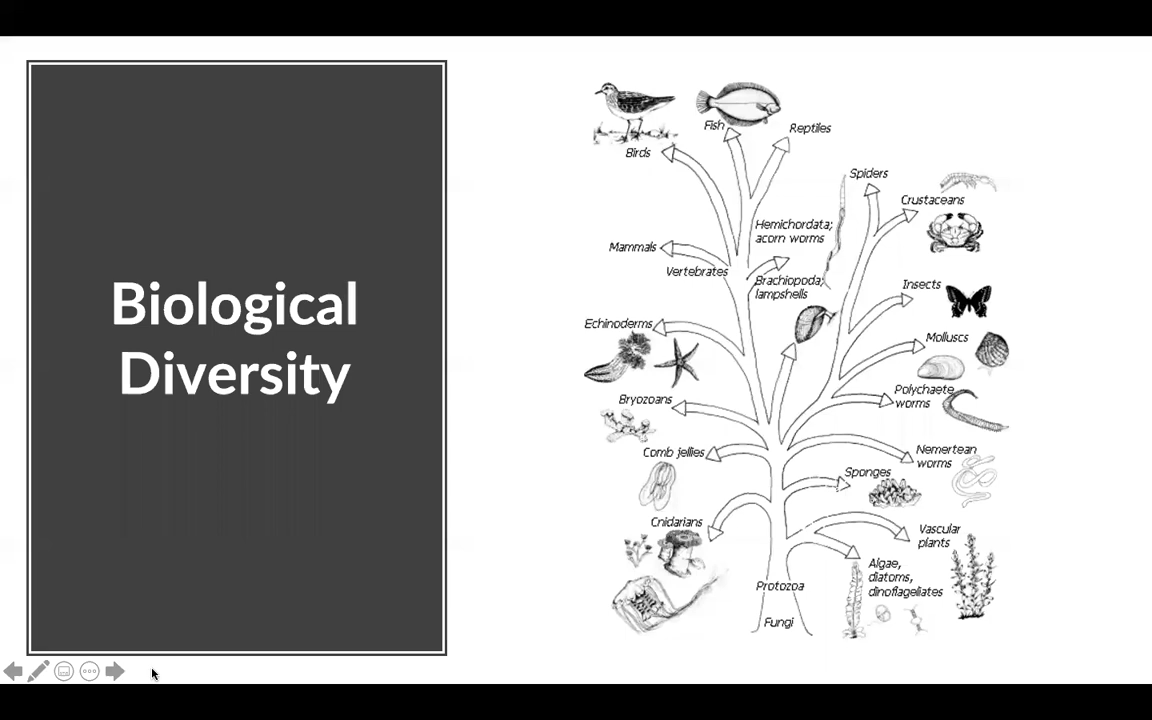 Biological
Diversity
Fish
Reptiles
Birds
Spiders
Crustaceans
Hemichordata;
acorn worms
Mammals
Vertebrates
Brachiopoda;
lampshells
Insects
Echinoderms
Molluscs
Polychaete
worms
Bryozoans
Comb jellies
Nemertean
worms
Sponges
Cnidarians
Vascular
plants
Algae,
diatoms,
dinoflageliates
Protozoa
Fungi